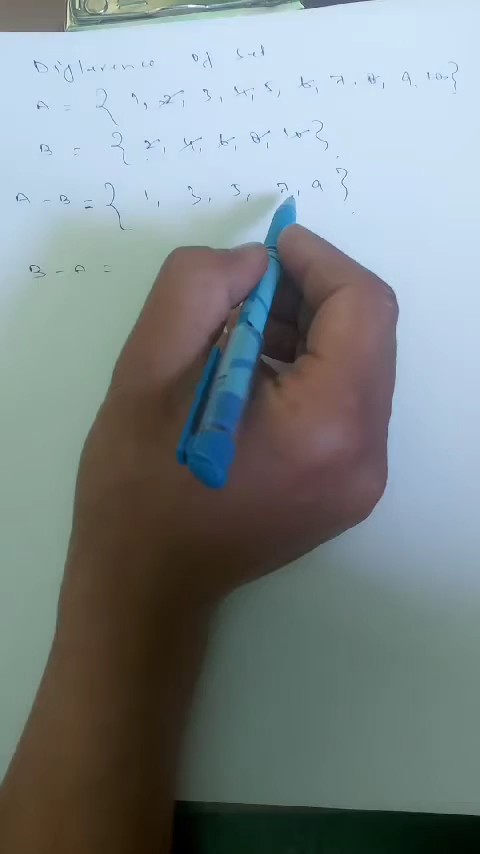 Difference of set
A = { 1, 2, 3, 4, 5, 6, 7, 8, 9, 10}
B = { 2, 4, 6, 8, 10}.
A - B = { 1, 3, 5, 7, 9 }
B - A =